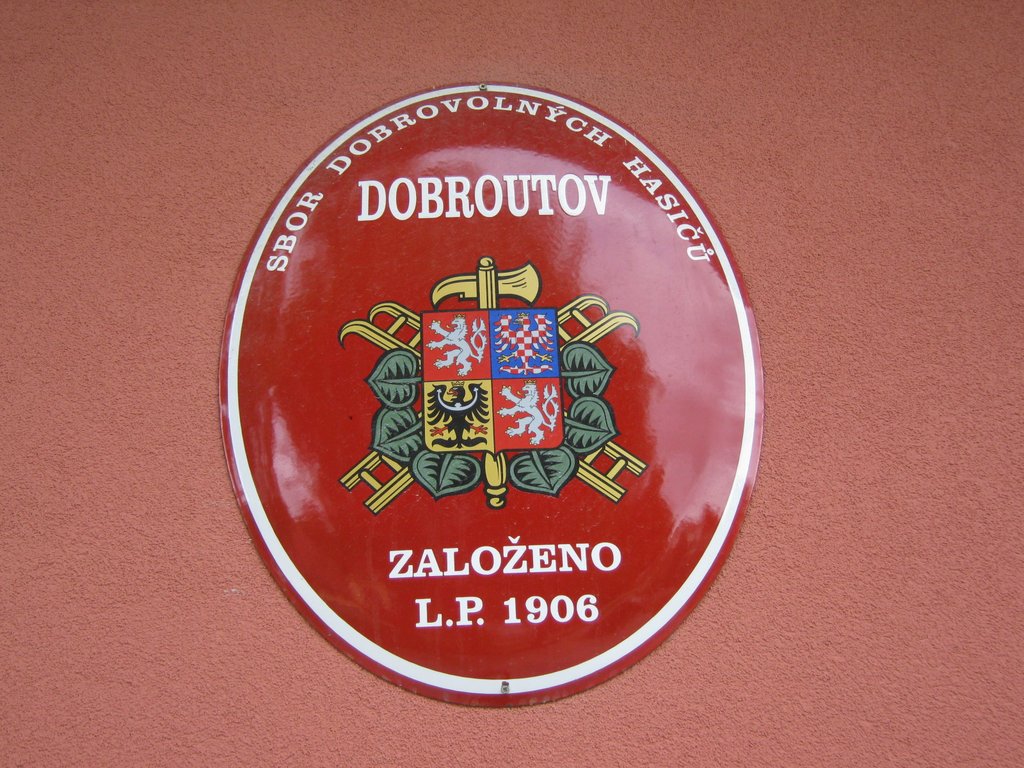 SBOR DOBROVOLNÝCH HASIČŮ
DOBROUTOV
ZALOŽENO
L.P. 1906